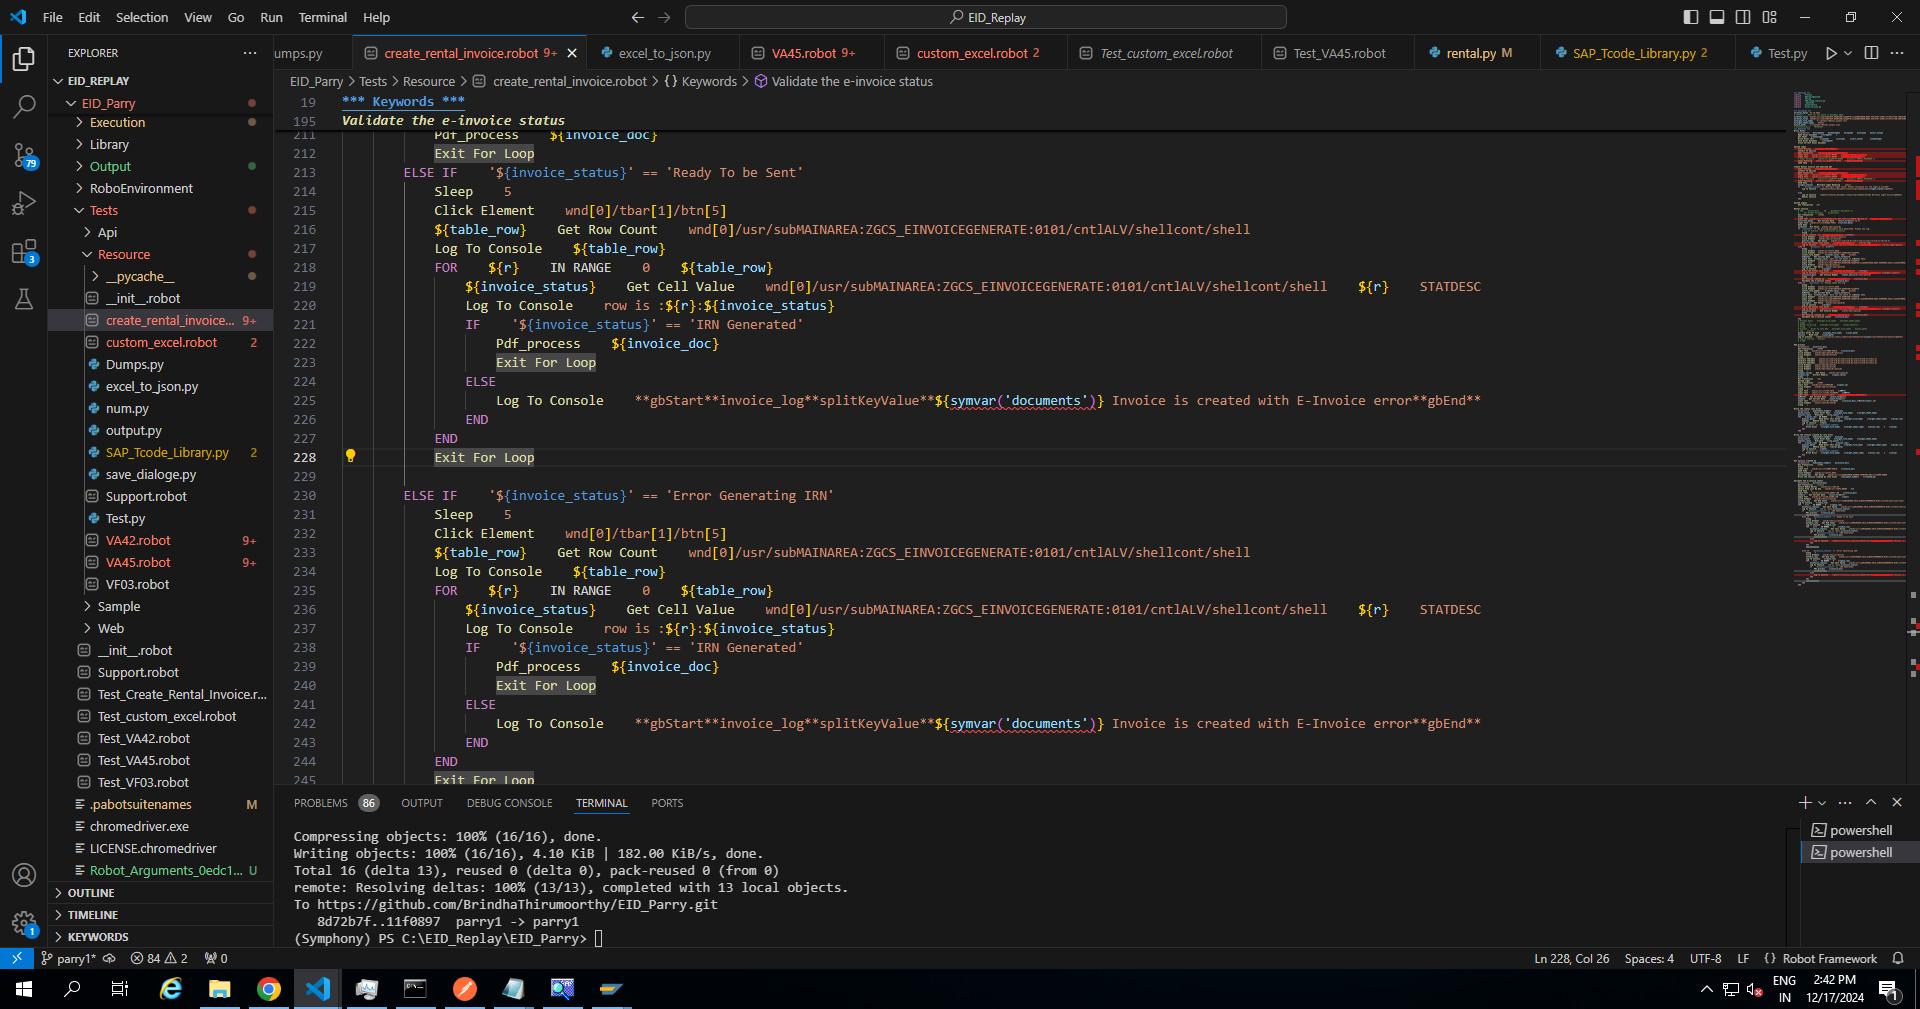 File Edit Selection View Go Run Terminal Help
EID_Replay
EXPLORER
umps.py
create_rental_invoice.robot 9+
excel_to_json.py
VA45.robot 9+
custom_excel.robot 2
Test_custom_excel.robot
Test_VA45.robot
rental.py M
SAP_Tcode_Library.py 2
Test.py
EID_Parry > Tests > Resource > create_rental_invoice.robot > {} Keywords > Validate the e-invoice status
EID_REPLAY
EID_Parry
Execution
Library
Output
RoboEnvironment
Tests
Api
Resource
__pycache__
__init__.robot
create_rental_invoice... 9+
custom_excel.robot 2
Dumps.py
excel_to_json.py
num.py
output.py
SAP_Tcode_Library.py 2
save_dialoge.py
Support.robot
Test.py
VA42.robot 9+
VA45.robot 9+
VF03.robot
Sample
Web
__init__.robot
Support.robot
Test_Create_Rental_Invoice.r...
Test_custom_excel.robot
Test_VA42.robot
Test_VA45.robot
Test_VF03.robot
.pabotsuitenames M
chromedriver.exe
LICENSE.chromedriver
Robot_Arguments_0edc1... U
OUTLINE
TIMELINE
KEYWORDS
79
3
1
19 *** Keywords ***
195 Validate the e-invoice status
211 Pdf_process ${invoice_doc}
212 Exit For Loop
213 ELSE IF '${invoice_status}' == 'Ready To be Sent'
214 Sleep 5
215 Click Element wnd[0]/tbar[1]/btn[5]
216 ${table_row} Get Row Count wnd[0]/usr/subMAINAREA:ZGCS_EINVOICEGENERATE:0101/cntlALV/shellcont/shell
217 Log To Console ${table_row}
218 FOR ${r} IN RANGE 0 ${table_row}
219 ${invoice_status} Get Cell Value wnd[0]/usr/subMAINAREA:ZGCS_EINVOICEGENERATE:0101/cntlALV/shellcont/shell ${r} STATDESC
220 Log To Console row is :${r}:${invoice_status}
221 IF '${invoice_status}' == 'IRN Generated'
222 Pdf_process ${invoice_doc}
223 Exit For Loop
224 ELSE
225 Log To Console **gbStart**invoice_log**splitKeyValue**${symvar('documents')} Invoice is created with E-Invoice error**gbEnd**
226 END
227 END
228 Exit For Loop
229
230 ELSE IF '${invoice_status}' == 'Error Generating IRN'
231 Sleep 5
232 Click Element wnd[0]/tbar[1]/btn[5]
233 ${table_row} Get Row Count wnd[0]/usr/subMAINAREA:ZGCS_EINVOICEGENERATE:0101/cntlALV/shellcont/shell
234 Log To Console ${table_row}
235 FOR ${r} IN RANGE 0 ${table_row}
236 ${invoice_status} Get Cell Value wnd[0]/usr/subMAINAREA:ZGCS_EINVOICEGENERATE:0101/cntlALV/shellcont/shell ${r} STATDESC
237 Log To Console row is :${r}:${invoice_status}
238 IF '${invoice_status}' == 'IRN Generated'
239 Pdf_process ${invoice_doc}
240 Exit For Loop
241 ELSE
242 Log To Console **gbStart**invoice_log**splitKeyValue**${symvar('documents')} Invoice is created with E-Invoice error**gbEnd**
243 END
244 END
245 Exit For Loop
PROBLEMS 86 OUTPUT DEBUG CONSOLE TERMINAL PORTS
Compressing objects: 100% (16/16), done.
Writing objects: 100% (16/16), 4.10 KiB | 182.00 KiB/s, done.
Total 16 (delta 13), reused 0 (delta 0), pack-reused 0 (from 0)
remote: Resolving deltas: 100% (13/13), completed with 13 local objects.
To https://github.com/BrindhaThirumoorthy/EID_Parry.git
8d72b7f..11f0897 parry1 -> parry1
(Symphony) PS C:\EID_Replay\EID_Parry>
powershell
powershell
parry1* 84 2 0
Ln 228, Col 26 Spaces: 4 UTF-8 LF {} Robot Framework
ENG
IN
2:42 PM
12/17/2024
1